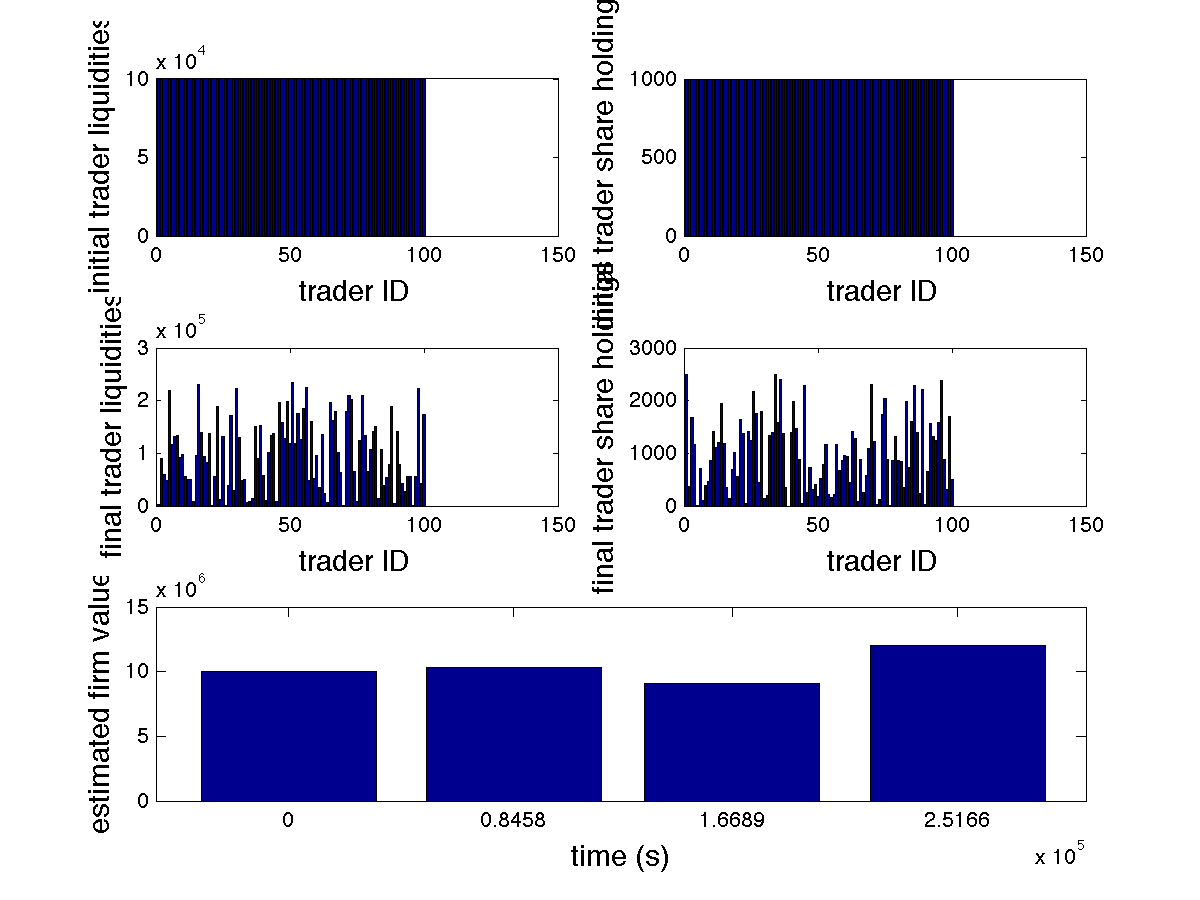 initial trader liquidities
x 10^4
10
5
0
0 50 100 150
trader ID
trader share holding
1000
500
0
0 50 100 150
trader ID
final trader liquidities
x 10^5
3
2
1
0
0 50 100 150
trader ID
final trader share holdings
3000
2000
1000
0
0 50 100 150
trader ID
estimated firm value
x 10^6
15
10
5
0
0 0.8458 1.6689 2.5166
time (s)
x 10^5